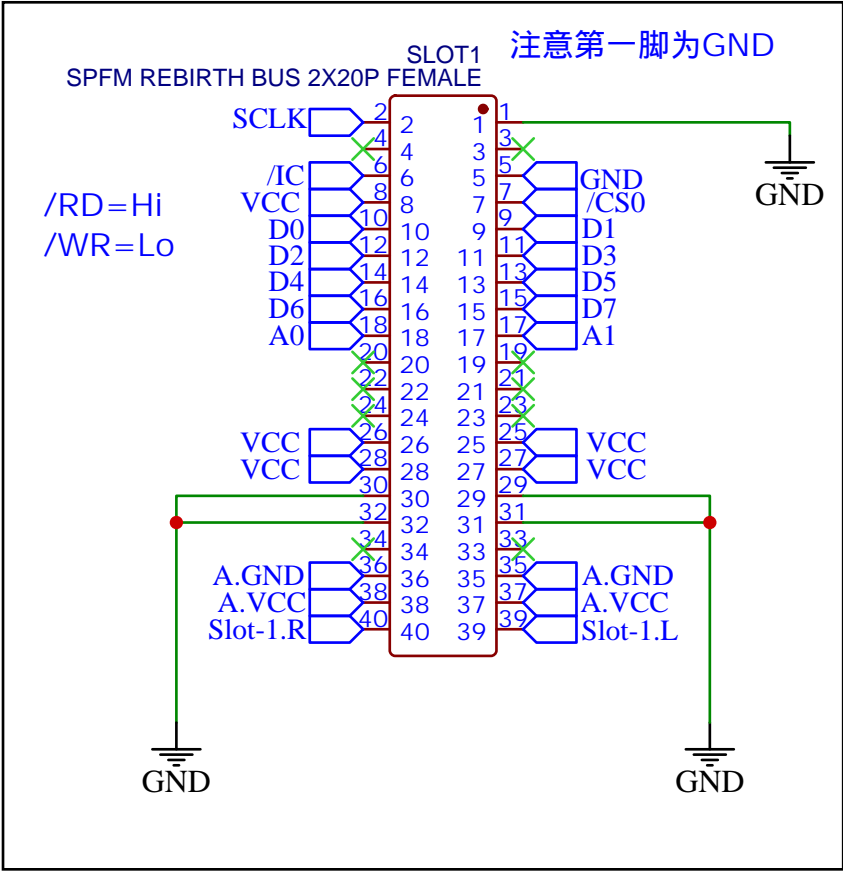 SLOT1 注意第一脚为GND
SPFM REBIRTH BUS 2X20P FEMALE
SCLK 2 2 1 1
4 4 3 3
/IC 6 6 5 5 GND
VCC 8 8 7 7 /CS0
D0 10 10 9 9 D1
D2 12 12 11 11 D3
D4 14 14 13 13 D5
D6 16 16 15 15 D7
A0 18 18 17 17 A1
20 20 19 19
22 22 21 21
24 24 23 23
VCC 26 26 25 25 VCC
VCC 28 28 27 27 VCC
30 30 29 29
32 32 31 31
34 34 33 33
A.GND 36 36 35 35 A.GND
A.VCC 38 38 37 37 A.VCC
Slot-1.R 40 40 39 39 Slot-1.L
/RD=Hi
/WR=Lo
GND
GND
GND